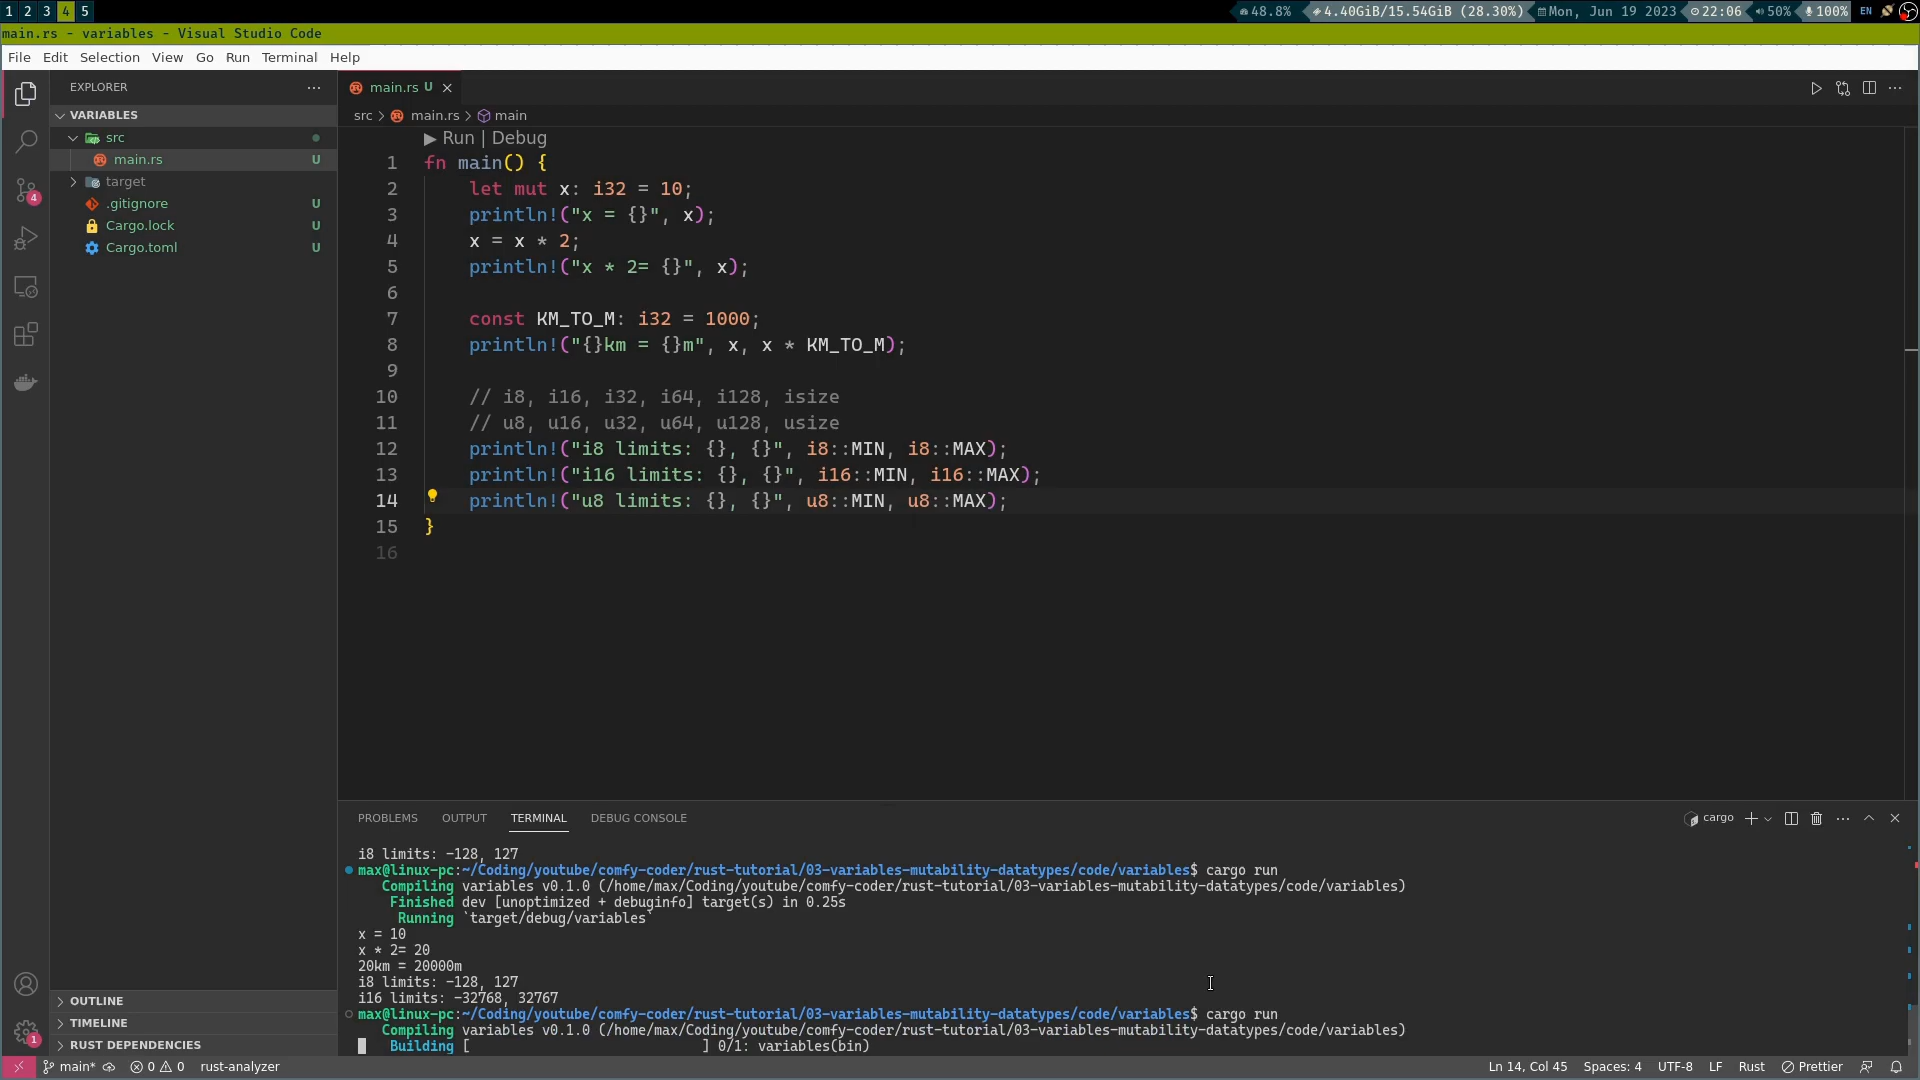 1 2 3 4 5
48.8% 4.40GiB/15.54GiB (28.30%) Mon, Jun 19 2023 22:06 50% 100% EN
main.rs - variables - Visual Studio Code
File Edit Selection View Go Run Terminal Help
EXPLORER
VARIABLES
src
main.rs U
target
.gitignore U
Cargo.lock U
Cargo.toml U
4
1
OUTLINE
TIMELINE
RUST DEPENDENCIES
main.rs U
src > main.rs > main
Run | Debug
1 fn main() {
2 let mut x: i32 = 10;
3 println!("x = {}", x);
4 x = x * 2;
5 println!("x * 2= {}", x);
6
7 const KM_TO_M: i32 = 1000;
8 println!("{}km = {}m", x, x * KM_TO_M);
9
10 // i8, i16, i32, i64, i128, isize
11 // u8, u16, u32, u64, u128, usize
12 println!("i8 limits: {}, {}", i8::MIN, i8::MAX);
13 println!("i16 limits: {}, {}", i16::MIN, i16::MAX);
14 println!("u8 limits: {}, {}", u8::MIN, u8::MAX);
15 }
16
PROBLEMS OUTPUT TERMINAL DEBUG CONSOLE
cargo
i8 limits: -128, 127
max@linux-pc:~/Coding/youtube/comfy-coder/rust-tutorial/03-variables-mutability-datatypes/code/variables$ cargo run
Compiling variables v0.1.0 (/home/max/Coding/youtube/comfy-coder/rust-tutorial/03-variables-mutability-datatypes/code/variables)
Finished dev [unoptimized + debuginfo] target(s) in 0.25s
Running `target/debug/variables`
x = 10
x * 2= 20
20km = 20000m
i8 limits: -128, 127
i16 limits: -32768, 32767
max@linux-pc:~/Coding/youtube/comfy-coder/rust-tutorial/03-variables-mutability-datatypes/code/variables$ cargo run
Compiling variables v0.1.0 (/home/max/Coding/youtube/comfy-coder/rust-tutorial/03-variables-mutability-datatypes/code/variables)
Building [ ] 0/1: variables(bin)
main* 0 0 rust-analyzer
Ln 14, Col 45 Spaces: 4 UTF-8 LF Rust Prettier